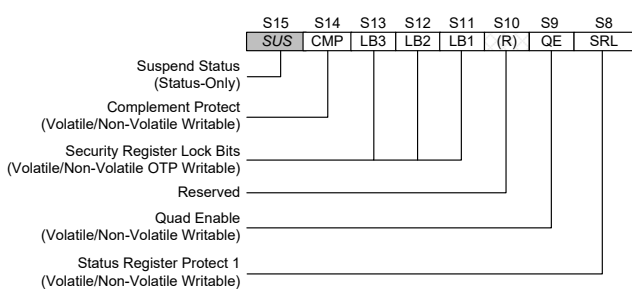 S15 S14 S13 S12 S11 S10 S9 S8
SUS CMP LB3 LB2 LB1 (R) QE SRL
Suspend Status
(Status-Only)
Complement Protect
(Volatile/Non-Volatile Writable)
Security Register Lock Bits
(Volatile/Non-Volatile OTP Writable)
Reserved
Quad Enable
(Volatile/Non-Volatile Writable)
Status Register Protect 1
(Volatile/Non-Volatile Writable)